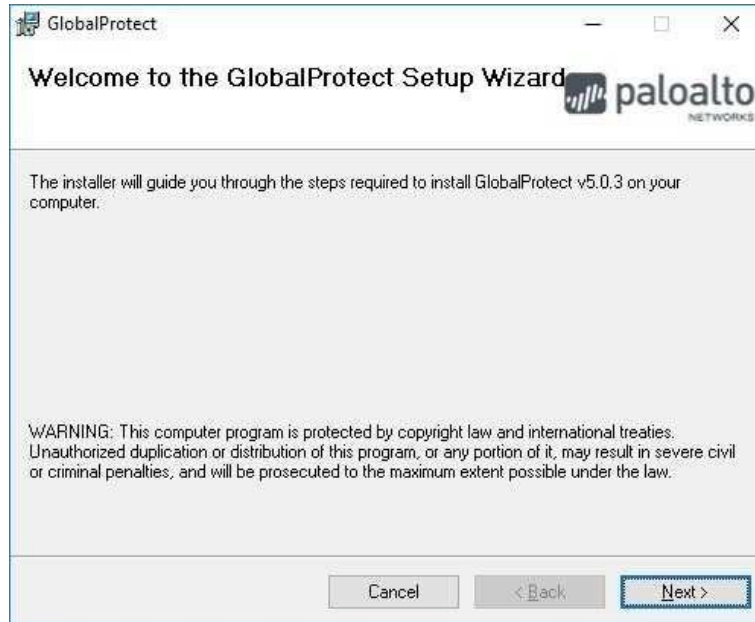 GlobalProtect
Welcome to the GlobalProtect Setup Wizard
paloalto
NETWORKS
The installer will guide you through the steps required to install GlobalProtect v5.0.3 on your
computer.
WARNING: This computer program is protected by copyright law and international treaties.
Unauthorized duplication or distribution of this program, or any portion of it, may result in severe civil
or criminal penalties, and will be prosecuted to the maximum extent possible under the law.
Cancel < Back Next >